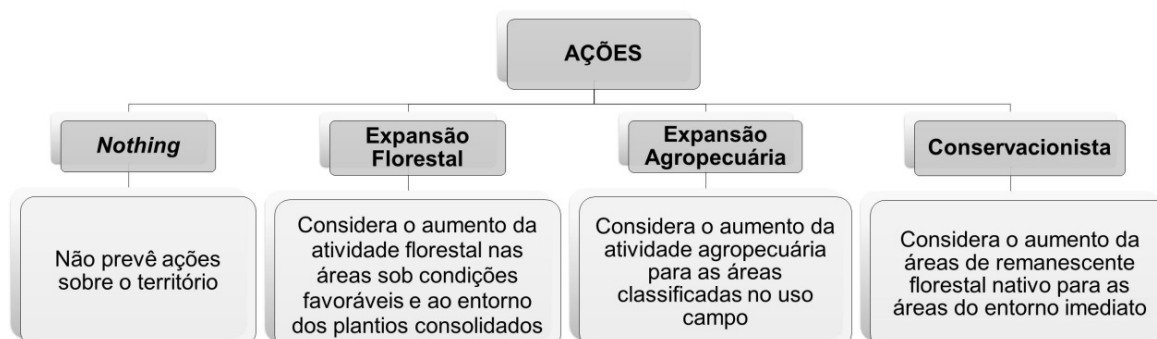 AÇÕES
Nothing
Expansão
Florestal
Expansão
Agropecuária
Conservacionista
Não prevê ações
sobre o território
Considera o aumento da
atividade florestal nas
áreas sob condições
favoráveis e ao entorno
dos plantios consolidados
Considera o aumento da
atividade agropecuária
para as áreas
classificadas no uso
campo
Considera o aumento da
áreas de remanescente
florestal nativo para as
áreas do entorno imediato